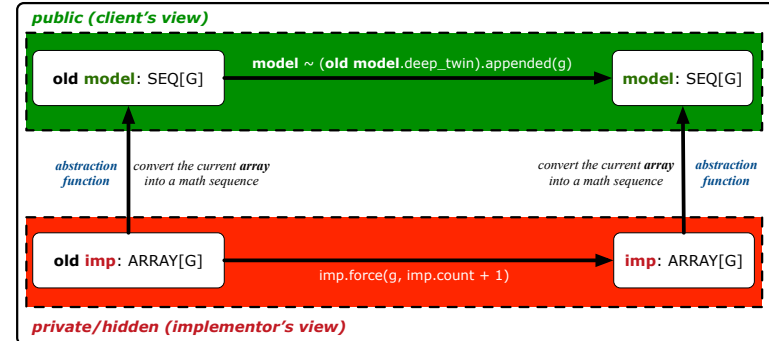 public (client's view)
old model: SEQ[G]
model ~ (old model.deep_twin).appended(g)
model: SEQ[G]
abstraction
function
convert the current array
into a math sequence
convert the current array
into a math sequence
abstraction
function
old imp: ARRAY[G]
imp.force(g, imp.count + 1)
imp: ARRAY[G]
private/hidden (implementor's view)